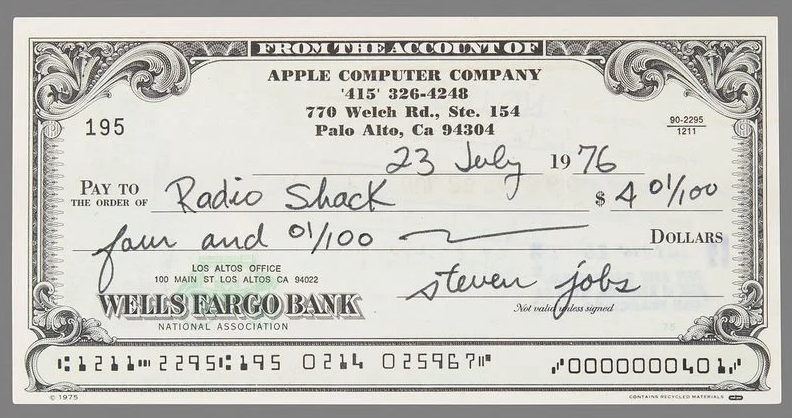 FROM THE ACCOUNT OF
APPLE COMPUTER COMPANY
'415' 326-4248
770 Welch Rd., Ste. 154
Palo Alto, Ca 94304
195
90-2295
1211
23 July 1976
PAY TO
THE ORDER OF Radio Shack $ 4 01/100
four and 01/100 DOLLARS
LOS ALTOS OFFICE
100 MAIN ST LOS ALTOS, CA 94022
WELLS FARGO BANK
NATIONAL ASSOCIATION
steven jobs
Not valid unless signed
75
⑆1211⑉2295⑆195 0214 025967⑈ ⑈0000000401⑈
© 1975
CONTAINS RECYCLED MATERIALS